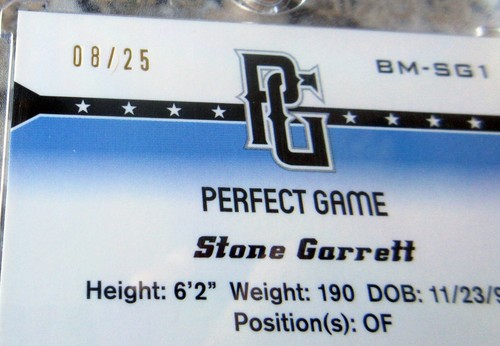 08/25
BM-SG1
PG
PERFECT GAME
Stone Garrett
Height: 6'2" Weight: 190 DOB: 11/23/9
Position(s): OF